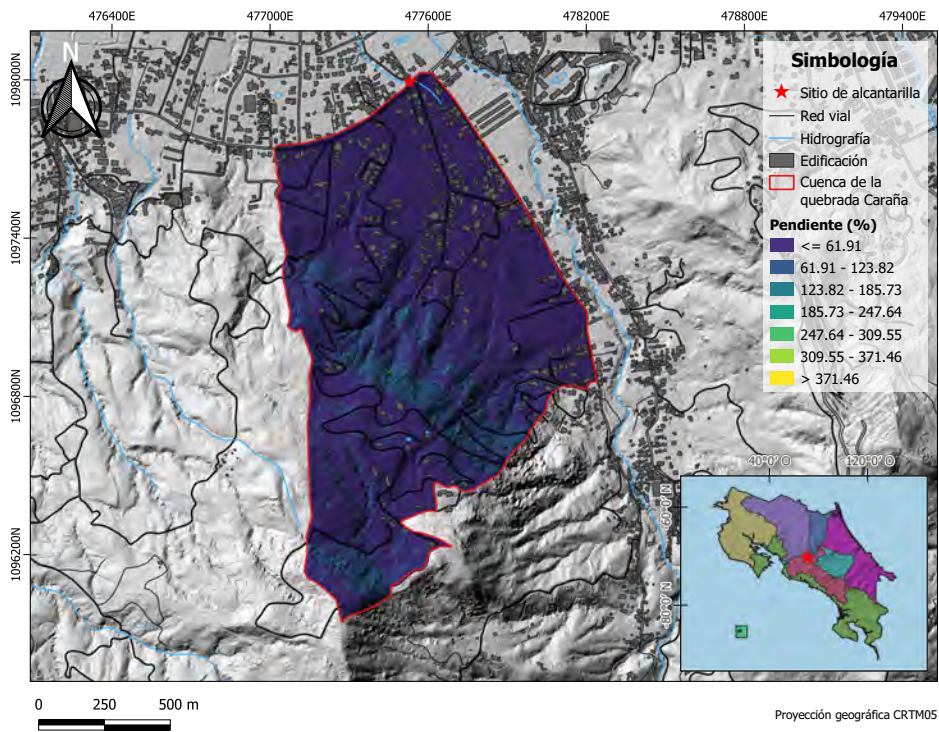 476400E
477000E
477600E
478200E
478800E
479400E
1098000N
1097400N
1096800N
1096200N
N
Simbología
Sitio de alcantarilla
Red vial
Hidrografía
Edificación
Cuenca de la
quebrada Caraña
Pendiente (%)
<= 61.91
61.91 - 123.82
123.82 - 185.73
185.73 - 247.64
247.64 - 309.55
309.55 - 371.46
> 371.46
40°0' O
120°0' O
-60°0' N
-80°0' N
0 250 500 m
Proyección geográfica CRTM05